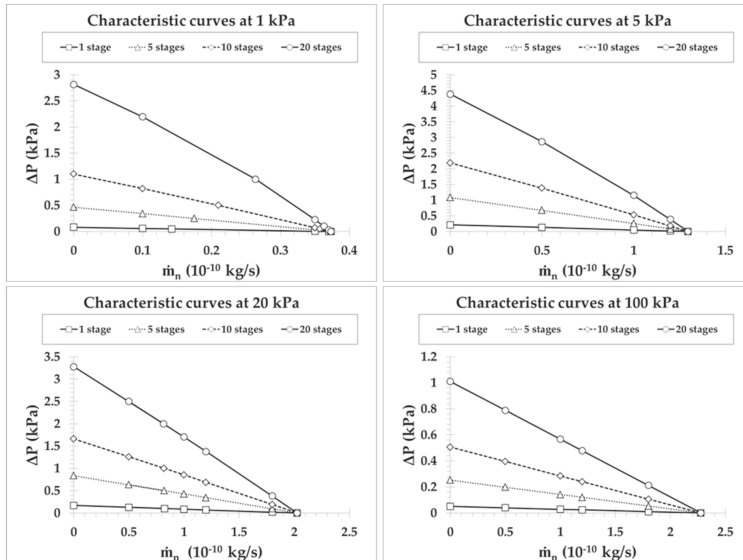 Characteristic curves at 1 kPa
1 stage 5 stages 10 stages 20 stages
3
2.5
2
1.5
1
0.5
0
ΔP (kPa)
0 0.1 0.2 0.3 0.4
ṁn (10-10 kg/s)
Characteristic curves at 5 kPa
1 stage 5 stages 10 stages 20 stages
5
4.5
4
3.5
3
2.5
2
1.5
1
0.5
0
ΔP (kPa)
0 0.5 1 1.5
ṁn (10-10 kg/s)
Characteristic curves at 20 kPa
1 stage 5 stages 10 stages 20 stages
3.5
3
2.5
2
1.5
1
0.5
0
ΔP (kPa)
0 0.5 1 1.5 2 2.5
ṁn (10-10 kg/s)
Characteristic curves at 100 kPa
1 stage 5 stages 10 stages 20 stages
1.2
1
0.8
0.6
0.4
0.2
0
ΔP (kPa)
0 0.5 1 1.5 2 2.5
ṁn (10-10 kg/s)